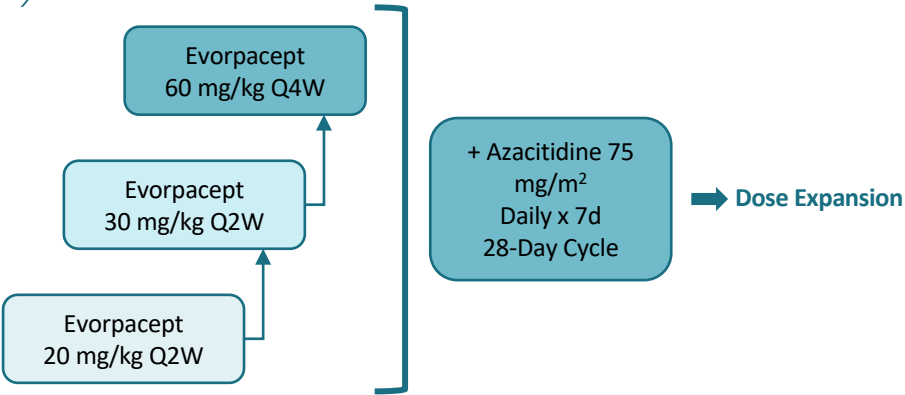 Evorpacept
60 mg/kg Q4W
Evorpacept
30 mg/kg Q2W
Evorpacept
20 mg/kg Q2W
+ Azacitidine 75
mg/m²
Daily x 7d
28-Day Cycle
Dose Expansion